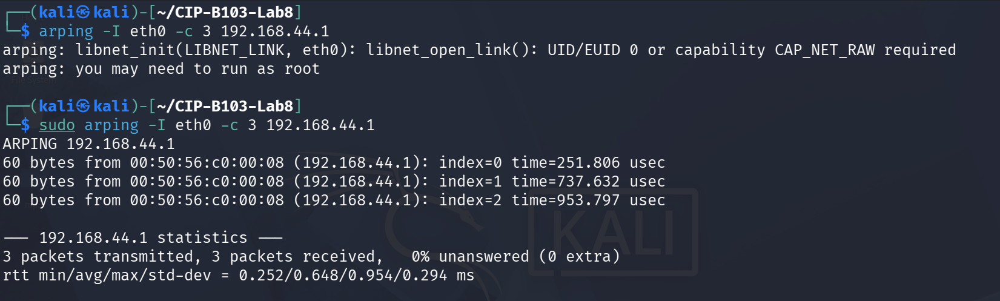 ┌──(kali㉿kali)-[~/CIP-B103-Lab8]
└─$ arping -I eth0 -c 3 192.168.44.1
arping: libnet_init(LIBNET_LINK, eth0): libnet_open_link(): UID/EUID 0 or capability CAP_NET_RAW required
arping: you may need to run as root
File System
┌──(kali㉿kali)-[~/CIP-B103-Lab8]
└─$ sudo arping -I eth0 -c 3 192.168.44.1
ARPING 192.168.44.1
60 bytes from 00:50:56:c0:00:08 (192.168.44.1): index=0 time=251.806 usec
60 bytes from 00:50:56:c0:00:08 (192.168.44.1): index=1 time=737.632 usec
60 bytes from 00:50:56:c0:00:08 (192.168.44.1): index=2 time=953.797 usec
KALI
--- 192.168.44.1 statistics ---
3 packets transmitted, 3 packets received,   0% unanswered (0 extra)
rtt min/avg/max/std-dev = 0.252/0.648/0.954/0.294 ms